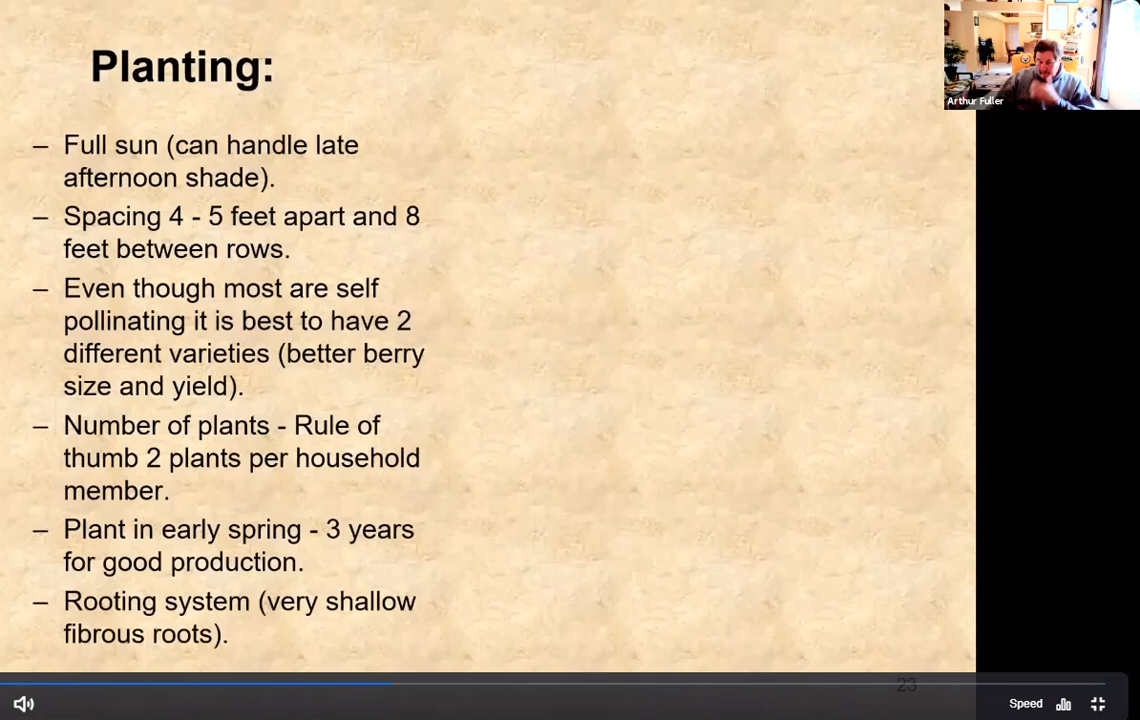 Planting:
Arthur Fuller
– Full sun (can handle late
afternoon shade).
– Spacing 4 - 5 feet apart and 8
feet between rows.
– Even though most are self
pollinating it is best to have 2
different varieties (better berry
size and yield).
– Number of plants - Rule of
thumb 2 plants per household
member.
– Plant in early spring - 3 years
for good production.
– Rooting system (very shallow
fibrous roots).
23
Speed